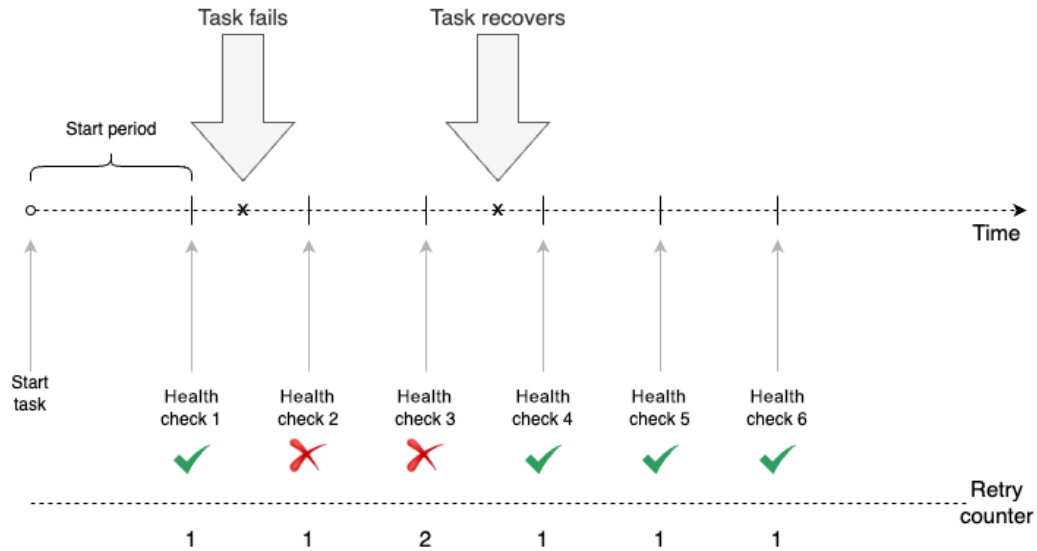 Task fails
Task recovers
Start period
Time
Start
task
Health
check 1
Health
check 2
Health
check 3
Health
check 4
Health
check 5
Health
check 6
Retry
counter
1
1
2
1
1
1